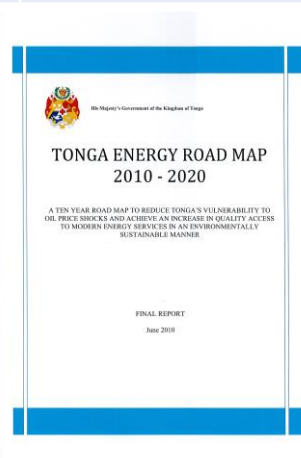 His Majesty's Government of the Kingdom of Tonga
TONGA ENERGY ROAD MAP
2010 - 2020
A TEN YEAR ROAD MAP TO REDUCE TONGA'S VULNERABILITY TO
OIL PRICE SHOCKS AND ACHIEVE AN INCREASE IN QUALITY ACCESS
TO MODERN ENERGY SERVICES IN AN ENVIRONMENTALLY
SUSTAINABLE MANNER
FINAL REPORT
June 2010